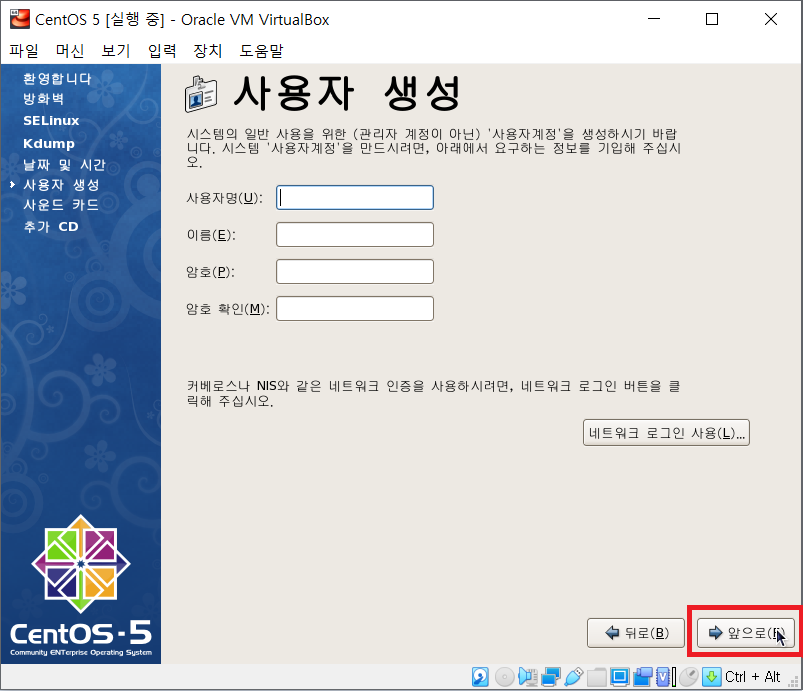 CentOS 5 [실행 중] - Oracle VM VirtualBox
파일 머신 보기 입력 장치 도움말
환영합니다
방화벽
SELinux
Kdump
날짜 및 시간
사용자 생성
사운드 카드
추가 CD
사용자 생성
시스템의 일반 사용을 위한 (관리자 계정이 아닌) '사용자계정'을 생성하시기 바랍
니다. 시스템 '사용자계정'을 만드시려면, 아래에서 요구하는 정보를 기입해 주십시
오.
사용자명(U):
이름(E):
암호(P):
암호 확인(M):
커베로스나 NIS와 같은 네트워크 인증을 사용하시려면, 네트워크 로그인 버튼을 클
릭해 주십시오.
네트워크 로그인 사용(L)...
CentOS-5
Community ENTerprise Operating System
뒤로(B) 앞으로(F)
Ctrl + Alt